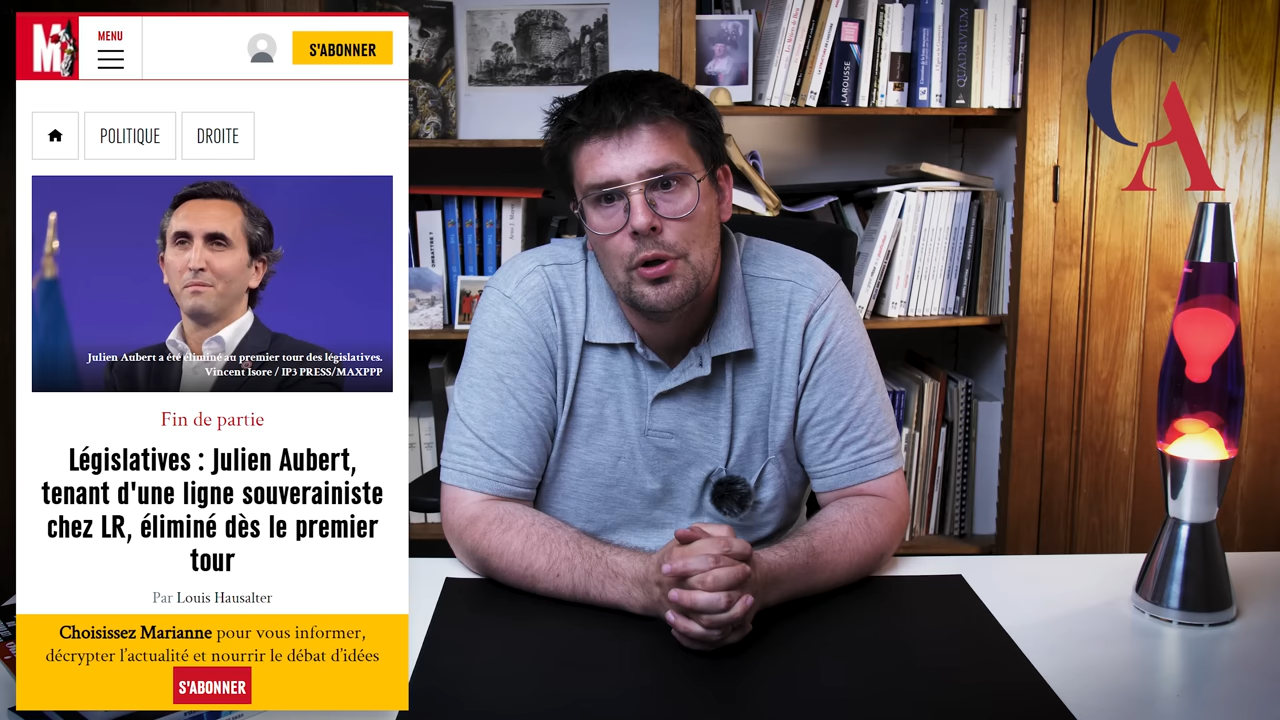 M
MENU
S'ABONNER
POLITIQUE
DROITE
Julien Aubert a été éliminé au premier tour des législatives.
Vincent Isore / IP3 PRESS/MAXPPP
Fin de partie
Législatives : Julien Aubert,
tenant d'une ligne souverainiste
chez LR, éliminé dès le premier
tour
Par Louis Hausalter
Choisissez Marianne pour vous informer,
décrypter l'actualité et nourrir le débat d'idées
S'ABONNER
CA
LAROUSSE
QUADRIVIUM